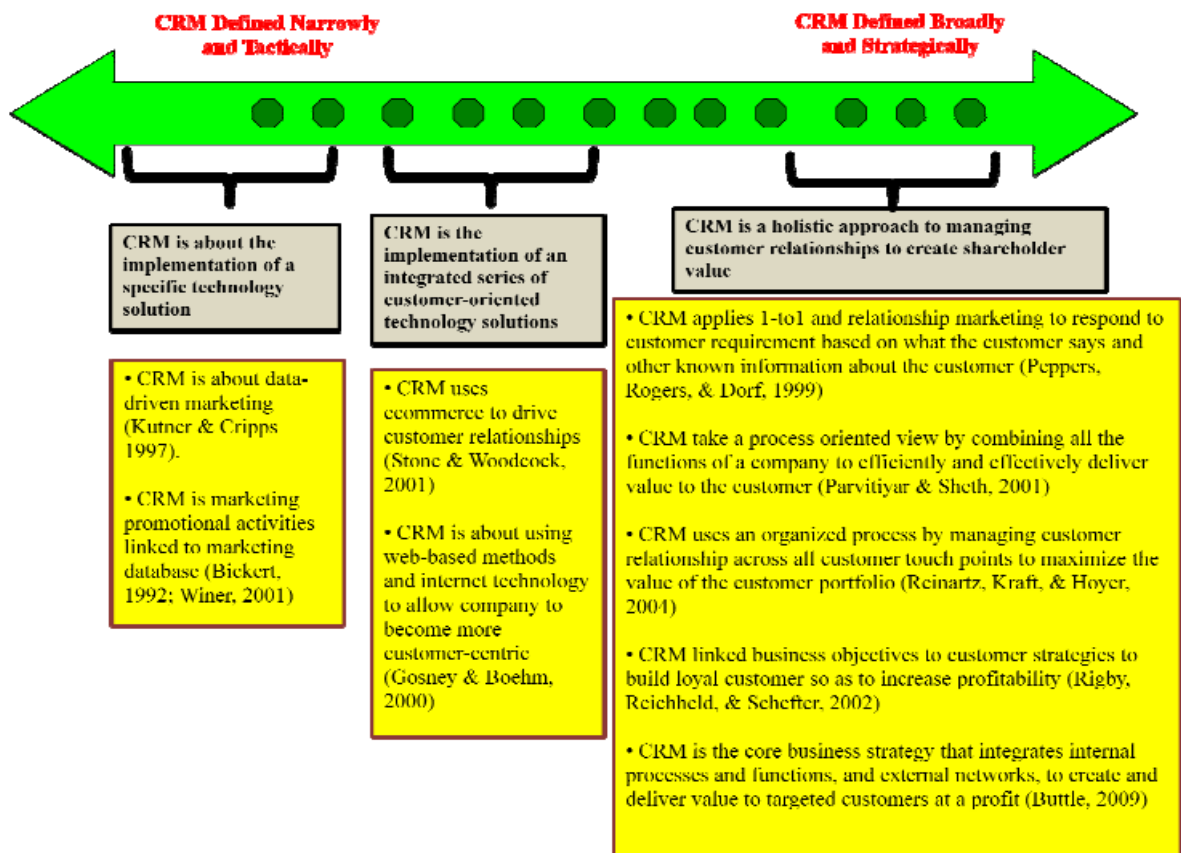 CRM Defined Narrowly
and Tactically
CRM Defined Broadly
and Strategically
CRM is about the
implementation of a
specific technology
solution
CRM is the
implementation of an
integrated series of
customer-oriented
technology solutions
CRM is a holistic approach to managing
customer relationships to create shareholder
value
• CRM is about data-
driven marketing
(Kutner & Cripps
1997).
• CRM is marketing
promotional activities
linked to marketing
database (Bickert,
1992; Winer, 2001)
• CRM uses
ecommerce to drive
customer relationships
(Stone & Woodcock,
2001)
• CRM is about using
web-based methods
and internet technology
to allow company to
become more
customer-centric
(Gosney & Boehm,
2000)
• CRM applies 1-to1 and relationship marketing to respond to
customer requirement based on what the customer says and
other known information about the customer (Peppers,
Rogers, & Dorf, 1999)
• CRM take a process oriented view by combining all the
functions of a company to efficiently and effectively deliver
value to the customer (Parvitiyar & Sheth, 2001)
• CRM uses an organized process by managing customer
relationship across all customer touch points to maximize the
value of the customer portfolio (Reinartz, Kraft, & Hoyer,
2004)
• CRM linked business objectives to customer strategies to
build loyal customer so as to increase profitability (Rigby,
Reichheld, & Schefter, 2002)
• CRM is the core business strategy that integrates internal
processes and functions, and external networks, to create and
deliver value to targeted customers at a profit (Buttle, 2009)